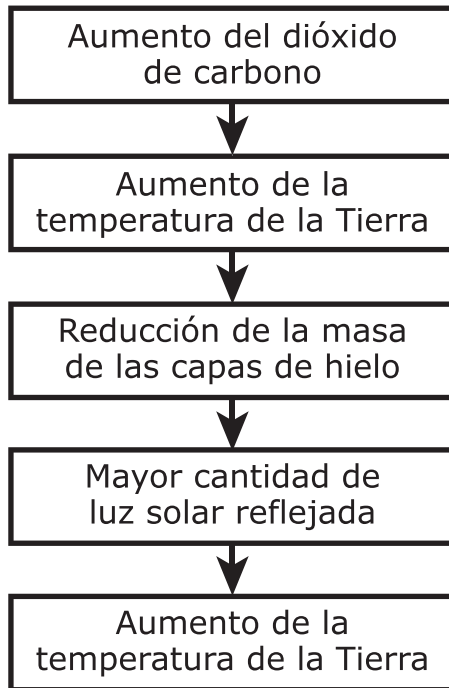 Aumento del dióxido
de carbono
Aumento de la
temperatura de la Tierra
Reducción de la masa
de las capas de hielo
Mayor cantidad de
luz solar reflejada
Aumento de la
temperatura de la Tierra